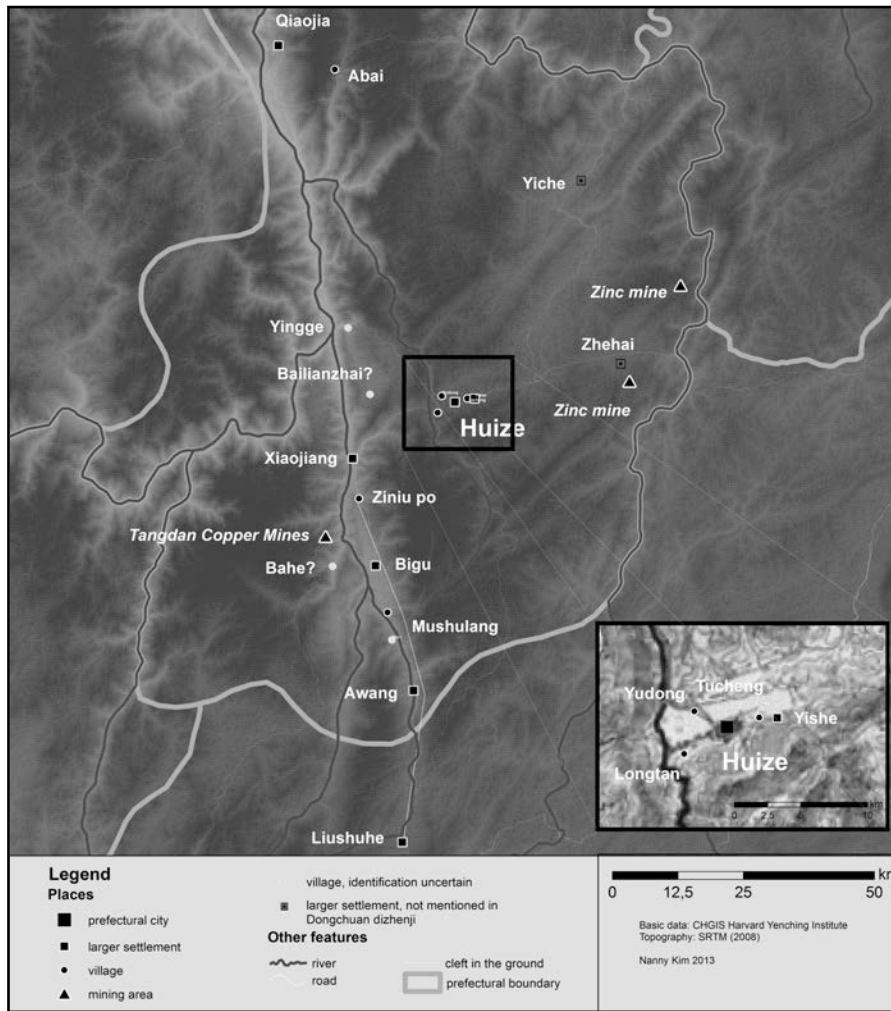 Qiaojia
Abai
Yiche
Zinc mine
Yingge
Zhehai
Bailianzhai?
Zinc mine
Huize
Xiaojiang
Ziniu po
Tangdan Copper Mines
Bigu
Bahe?
Mushulang
Awang
Liushuhe
Yudong
Tucheng
Yishe
Huize
Longtan
km
0 2,5 5 10
Legend
Places
prefectural city
larger settlement
village
mining area
village, identification uncertain
larger settlement, not mentioned in
Dongchuan dizhenji
Other features
river
road
cleft in the ground
prefectural boundary
km
0 12,5 25 50
Basic data: CHGIS Harvard Yenching Institute
Topography: SRTM (2008)
Nanny Kim 2013